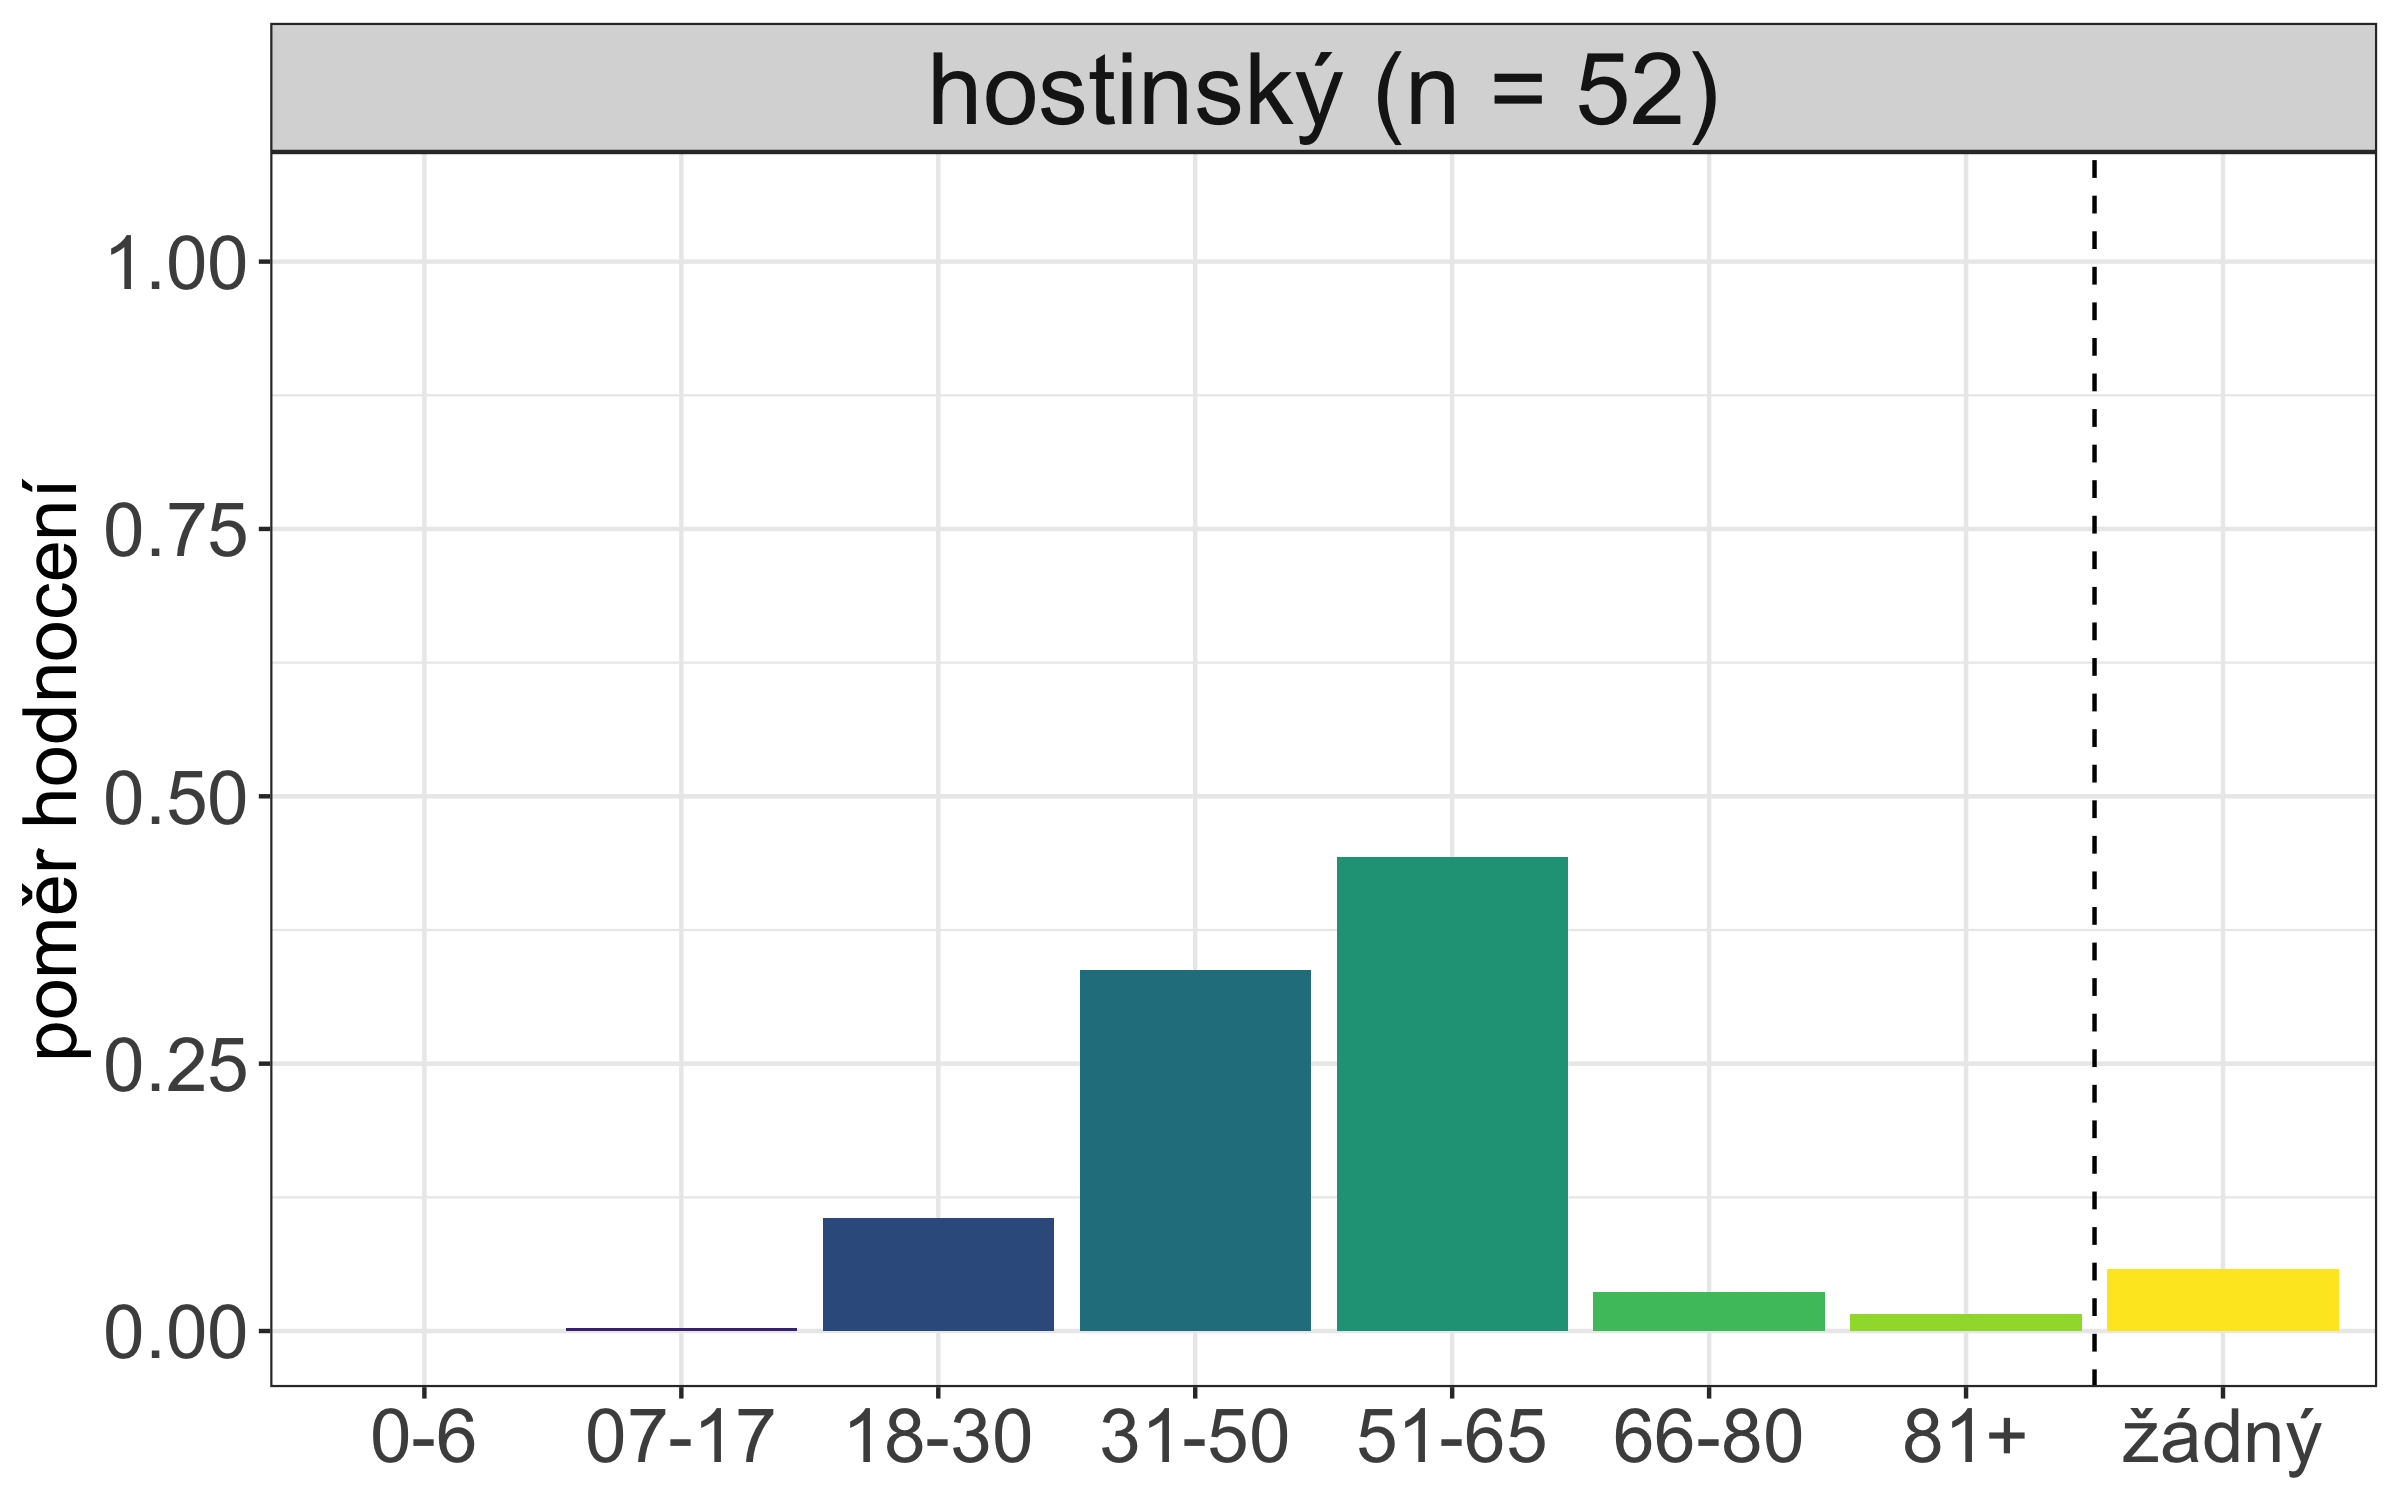 hostinský (n = 52)
poměr hodnocení
1.00
0.75
0.50
0.25
0.00
0-6 07-17 18-30 31-50 51-65 66-80 81+ žádný